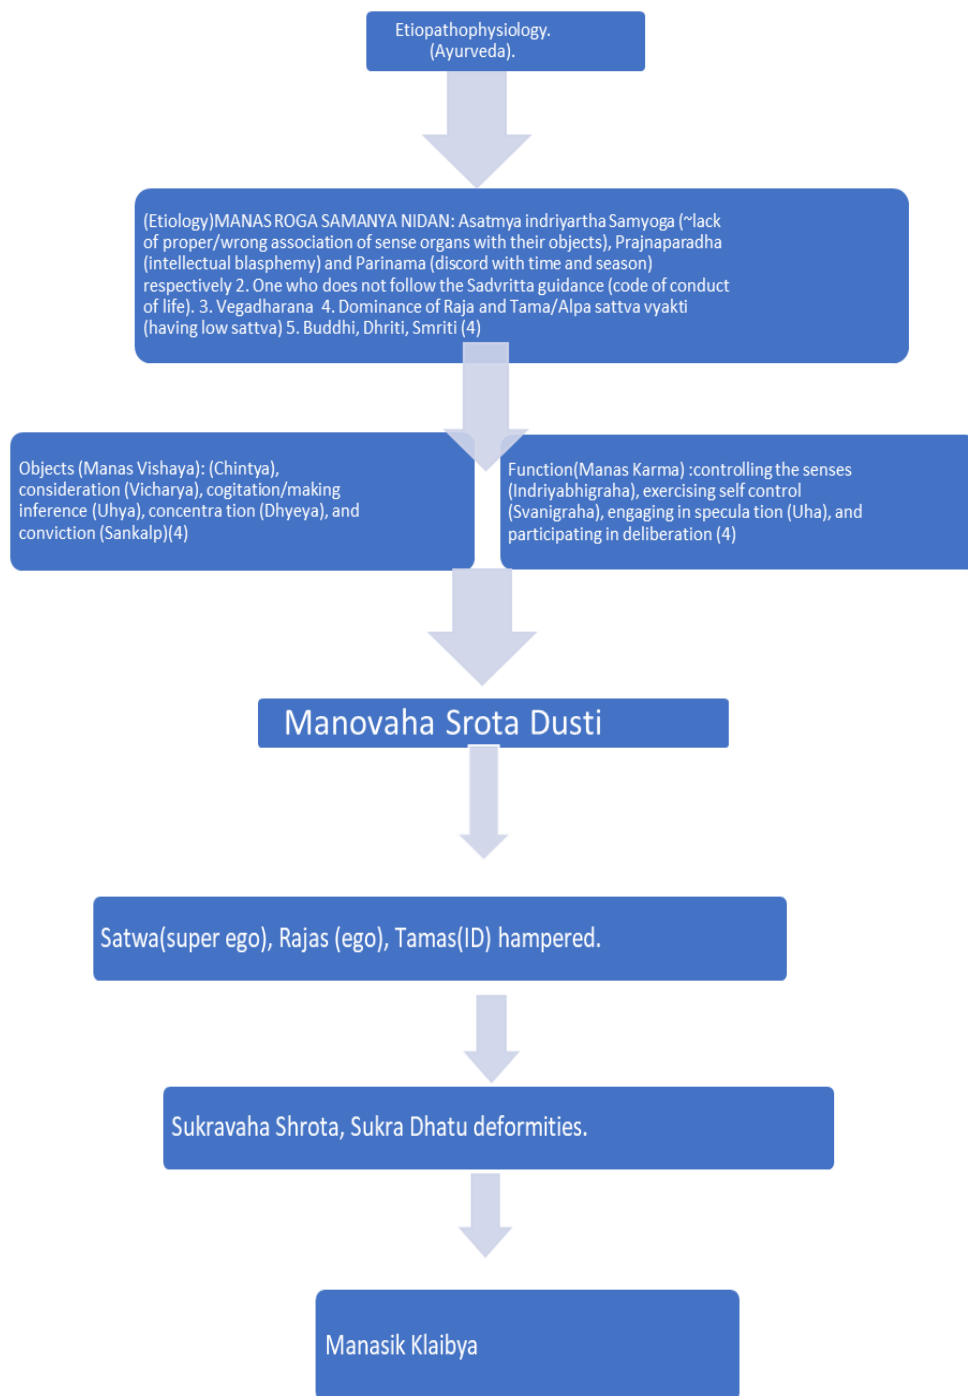 Etiopathophysiology.
(Ayurveda).
(Etiology)MANAS ROGA SAMANYA NIDAN: Asatmya indriyartha Samyoga (~lack
of proper/wrong association of sense organs with their objects), Prajnaparadha
(intellectual blasphemy) and Parinama (discord with time and season)
respectively 2. One who does not follow the Sadvritta guidance (code of conduct
of life). 3. Vegadharana 4. Dominance of Raja and Tama/Alpa sattva vyakti
(having low sattva) 5. Buddhi, Dhriti, Smriti (4)
Objects (Manas Vishaya): (Chintya),
consideration (Vicharya), cogitation/making
inference (Uhya), concentra tion (Dhyeya), and
conviction (Sankalp)(4)
Function(Manas Karma) :controlling the senses
(Indriyabhigraha), exercising self control
(Svanigraha), engaging in specula tion (Uha), and
participating in deliberation (4)
Manovaha Srota Dusti
Satwa(super ego), Rajas (ego), Tamas(ID) hampered.
Sukravaha Shrota, Sukra Dhatu deformities.
Manasik Klaibya